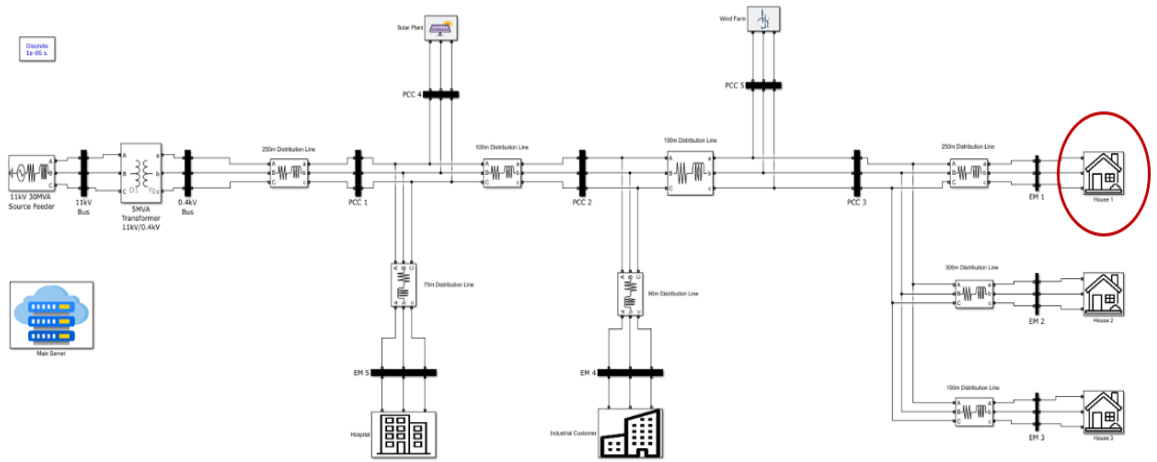 Solar Plant
Wind Farm
Discrete
1e-06 s.
PCC 4
PCC 5
250m Distribution Line
100m Distribution Line
100m Distribution Line
250m Distribution Line
A
B
C
A
B
C
a
b
c
A
B
C
a
b
c
A
B
C
a
b
c
A
B
C
a
b
c
A
B
C
a
b
c
11kV 30MVA
Source Feeder
11kV
Bus
5MVA
Transformer
11kV/0.4kV
0.4kV
Bus
PCC 1
PCC 2
PCC 3
EM 1
House 1
A B C
a b c
75m Distribution Line
A B C
a b c
90m Distribution Line
300m Distribution Line
A
B
C
a
b
c
EM 2
House 2
Main Server
EM 5
EM 4
100m Distribution Line
A
B
C
a
b
c
EM 3
House 3
Hospital
Industrial Customer